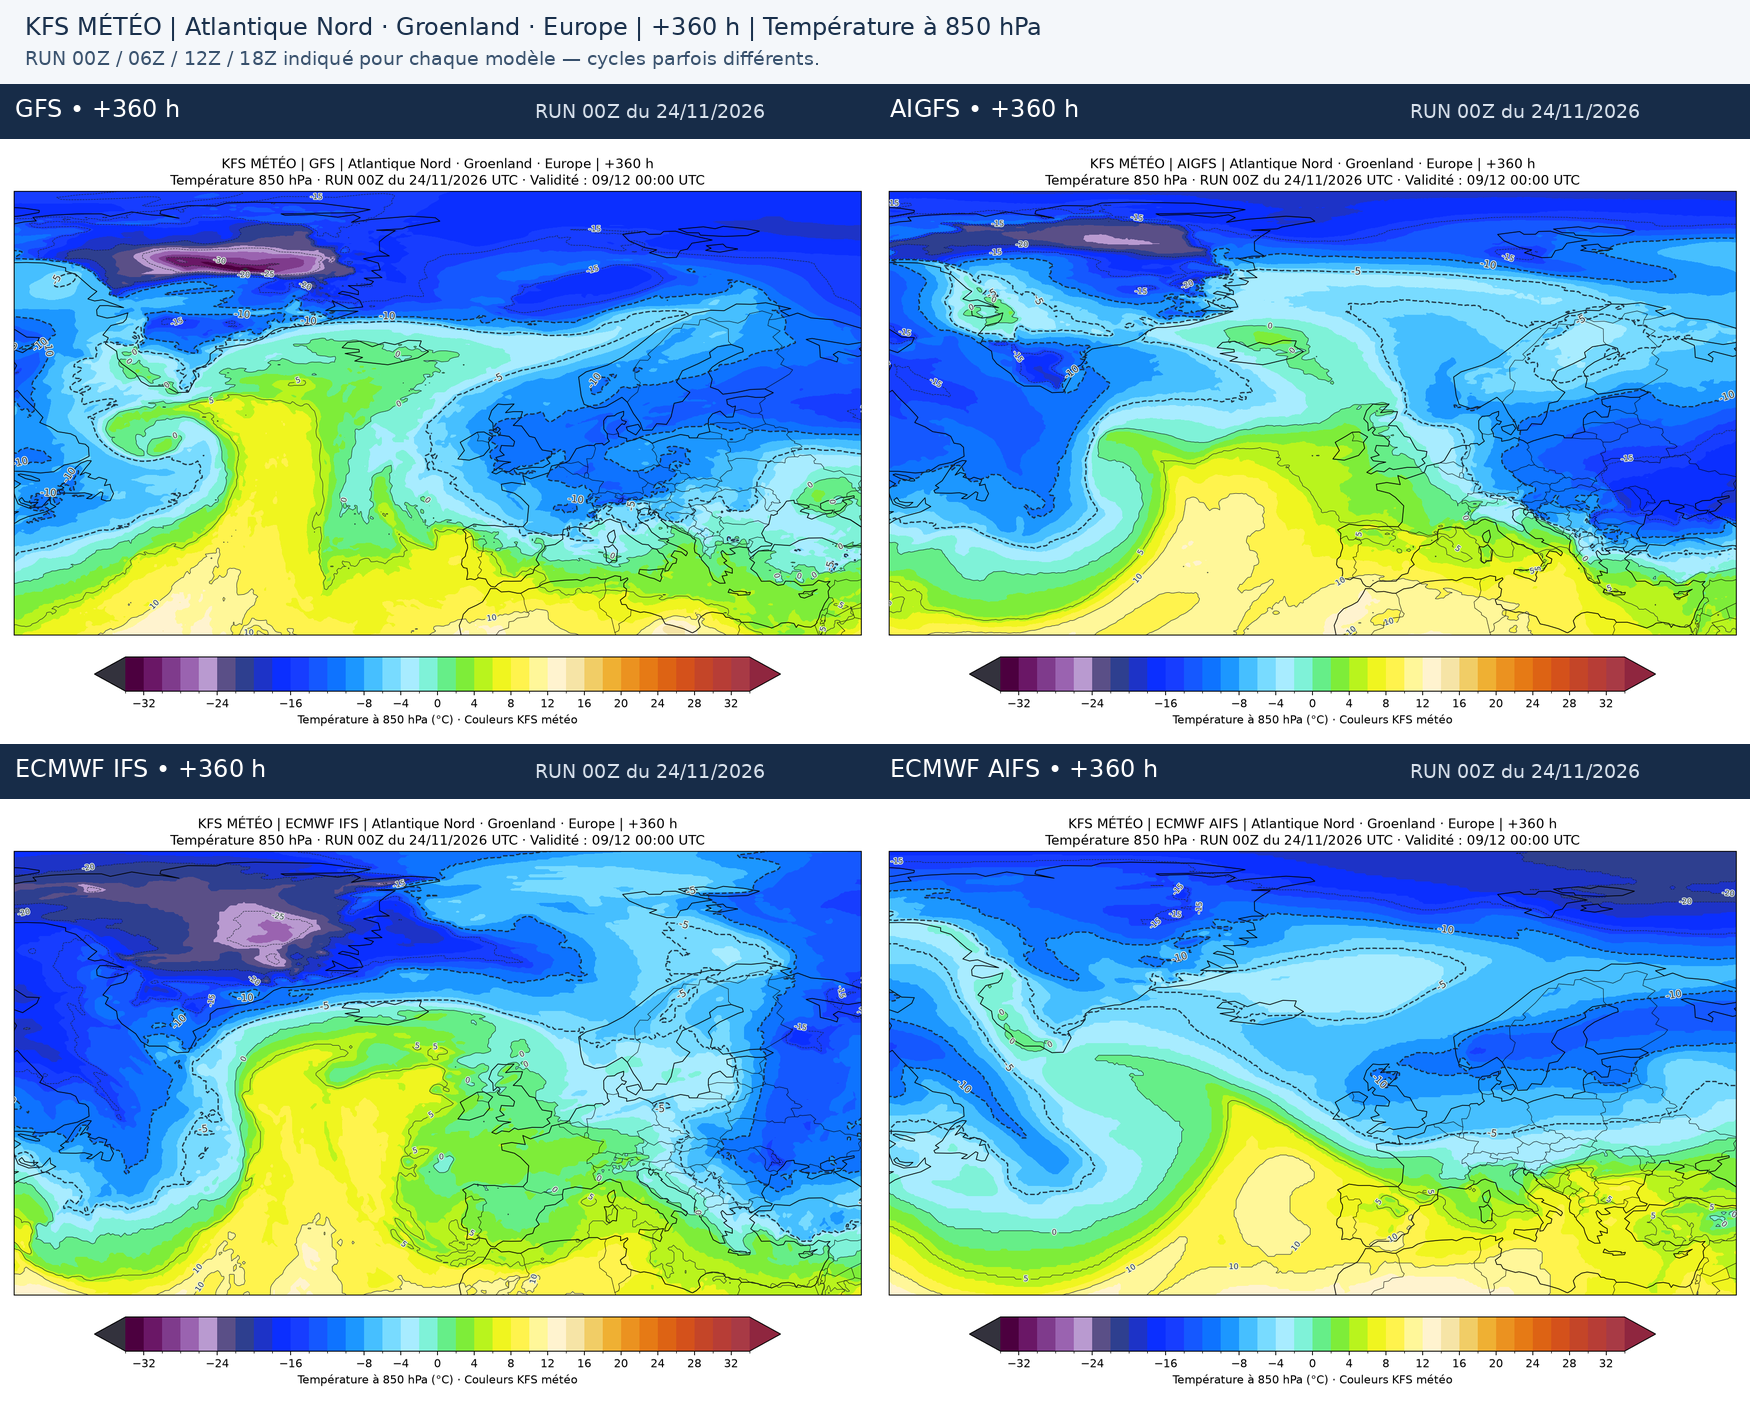 KFS MÉTÉO | Atlantique Nord · Groenland · Europe | +360 h | Température à 850 hPa
RUN 00Z / 06Z / 12Z / 18Z indiqué pour chaque modèle — cycles parfois différents.
GFS • +360 h
RUN 00Z du 24/11/2026
AIGFS • +360 h
RUN 00Z du 24/11/2026
KFS MÉTÉO | GFS | Atlantique Nord · Groenland · Europe | +360 h
Température 850 hPa · RUN 00Z du 24/11/2026 UTC · Validité : 09/12 00:00 UTC
KFS MÉTÉO | AIGFS | Atlantique Nord · Groenland · Europe | +360 h
Température 850 hPa · RUN 00Z du 24/11/2026 UTC · Validité : 09/12 00:00 UTC
−32 −24 −16 −8 −4 0 4 8 12 16 20 24 28 32
Température à 850 hPa (°C) · Couleurs KFS météo
−32 −24 −16 −8 −4 0 4 8 12 16 20 24 28 32
Température à 850 hPa (°C) · Couleurs KFS météo
ECMWF IFS • +360 h
RUN 00Z du 24/11/2026
ECMWF AIFS • +360 h
RUN 00Z du 24/11/2026
KFS MÉTÉO | ECMWF IFS | Atlantique Nord · Groenland · Europe | +360 h
Température 850 hPa · RUN 00Z du 24/11/2026 UTC · Validité : 09/12 00:00 UTC
KFS MÉTÉO | ECMWF AIFS | Atlantique Nord · Groenland · Europe | +360 h
Température 850 hPa · RUN 00Z du 24/11/2026 UTC · Validité : 09/12 00:00 UTC
−32 −24 −16 −8 −4 0 4 8 12 16 20 24 28 32
Température à 850 hPa (°C) · Couleurs KFS météo
−32 −24 −16 −8 −4 0 4 8 12 16 20 24 28 32
Température à 850 hPa (°C) · Couleurs KFS météo